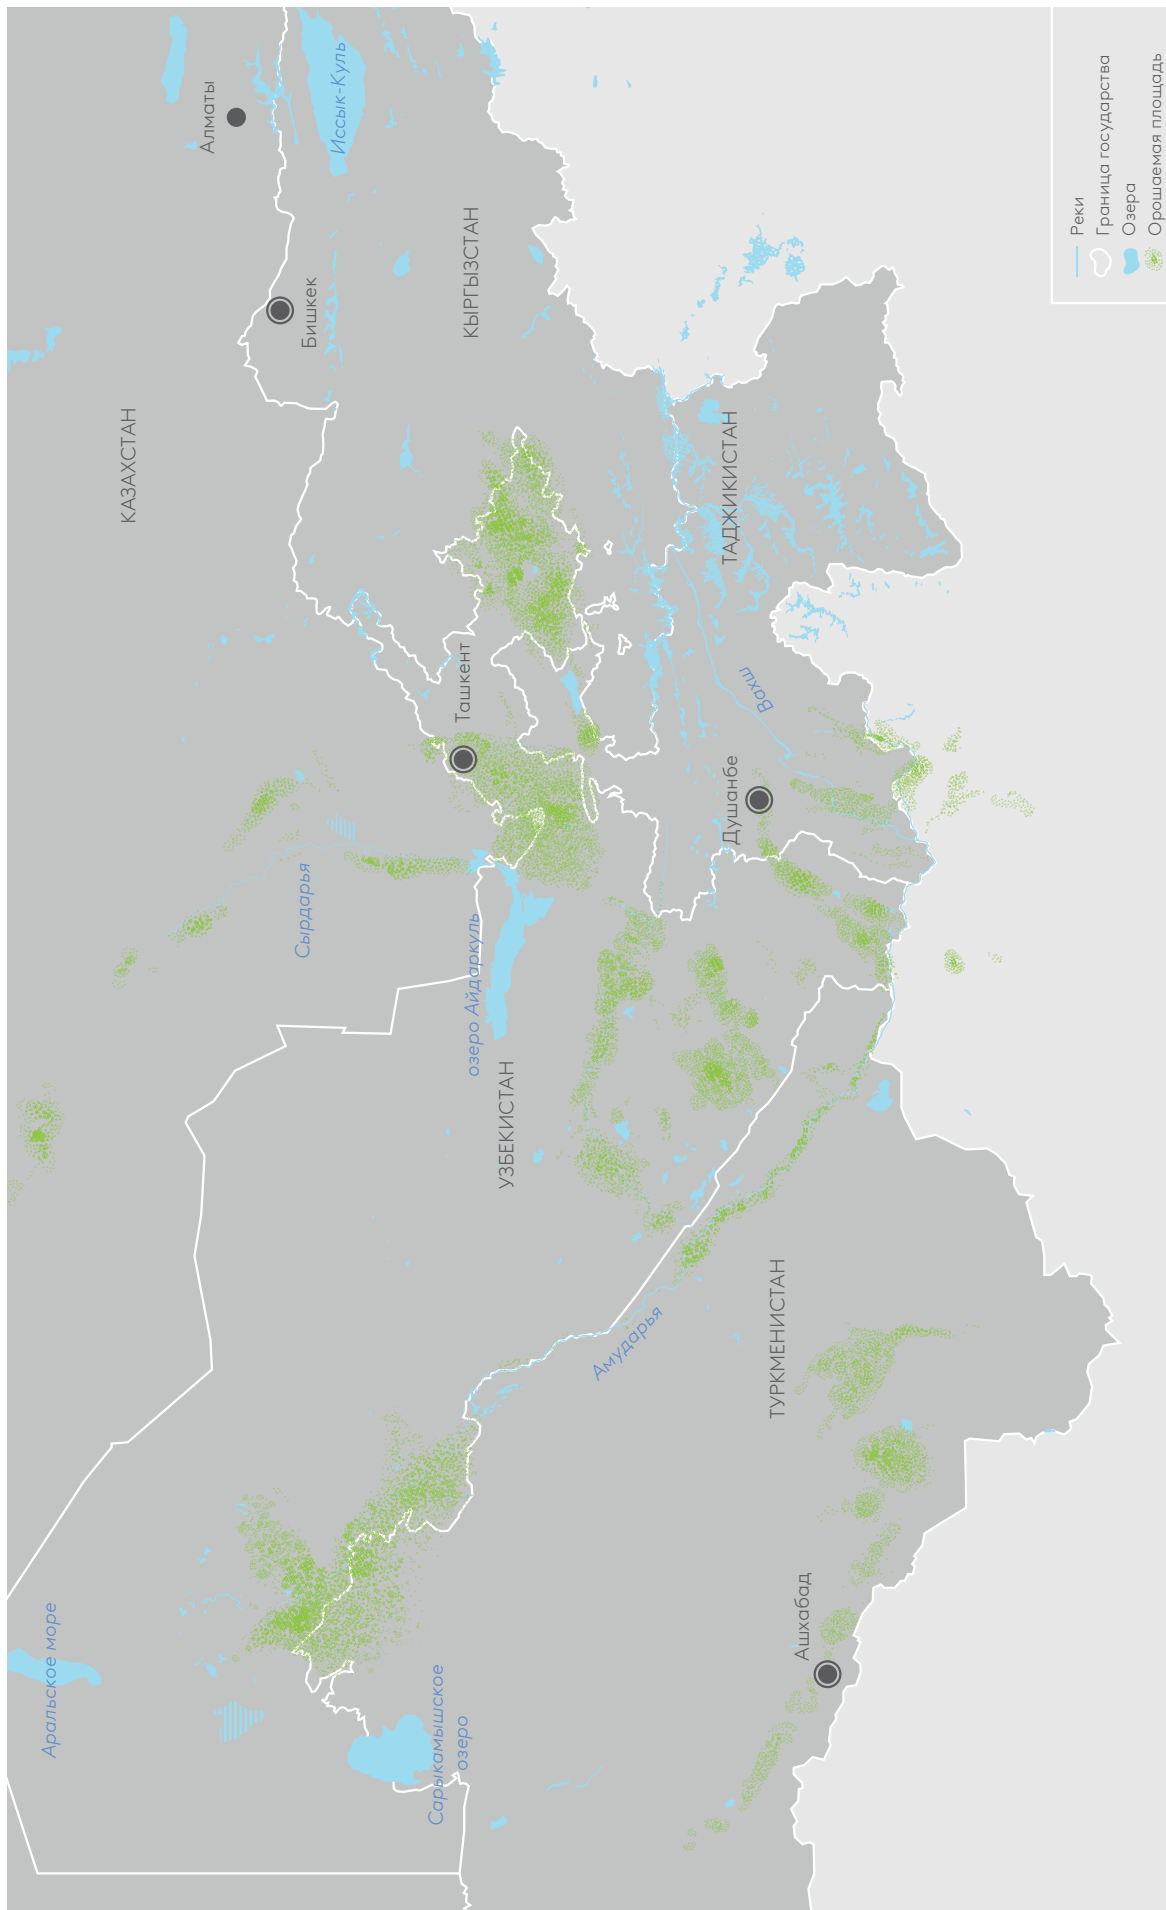 Аральское море
КАЗАХСТАН
Алматы
Иссык-Куль
Бишкек
КЫРГЫЗСТАН
Сырдарья
Ташкент
озеро Айдаркуль
УЗБЕКИСТАН
Сарыкамышское
озеро
Амударья
ТАДЖИКИСТАН
Вахш
Душанбе
ТУРКМЕНИСТАН
Ашхабад
Реки
Граница государства
Озера
Орошаемая площадь